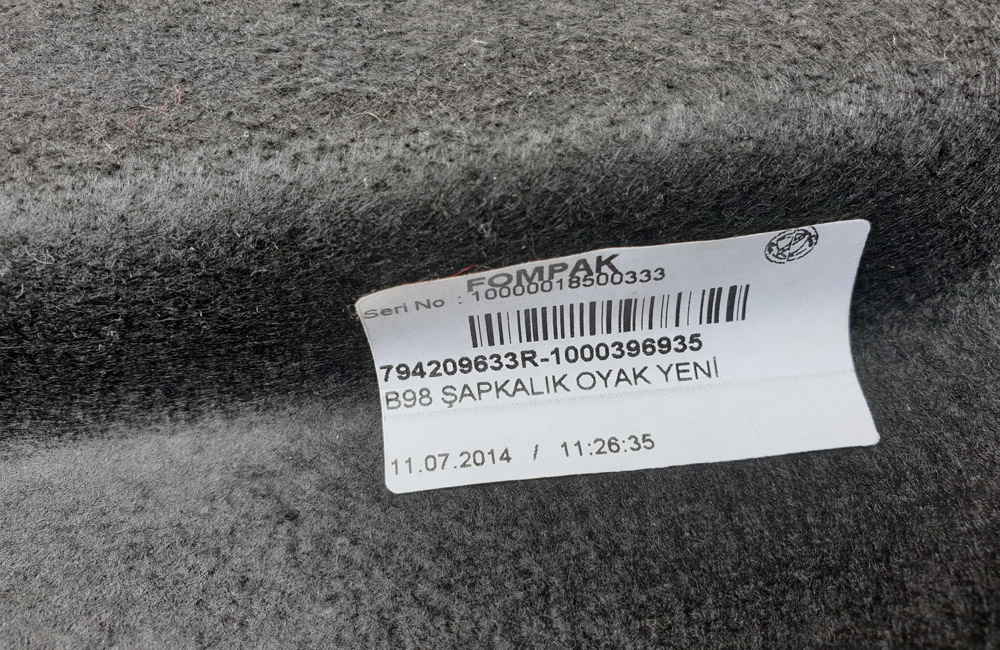 FOMPAK
Seri No : 10000018500333
794209633R-1000396935
B98 ŞAPKALIK OYAK YENİ
11.07.2014 / 11:26:35